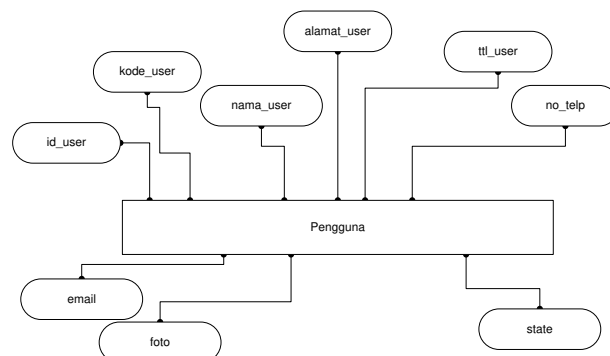 alamat_user
ttl_user
kode_user
nama_user
no_telp
id_user
Pengguna
email
foto
state